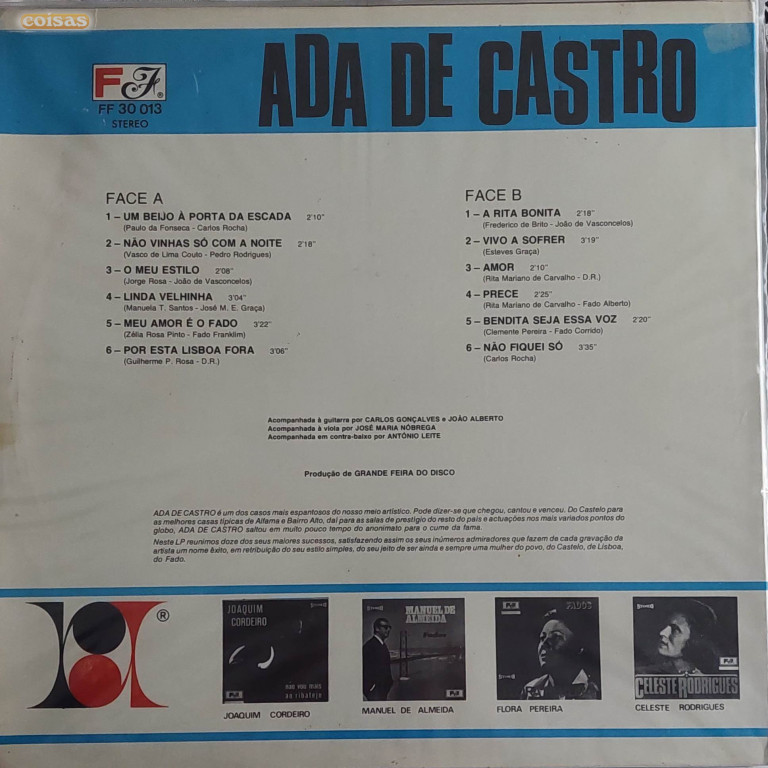 coisas
ADA DE CASTRO
FF®
FF 30 013
STEREO
FACE A
1 – UM BEIJO À PORTA DA ESCADA 2'10"
(Paulo da Fonseca - Carlos Rocha)
2 – NÃO VINHAS SÓ COM A NOITE 2'18"
(Vasco de Lima Couto - Pedro Rodrigues)
3 – O MEU ESTILO 2'08"
(Jorge Rosa - João de Vasconcelos)
4 – LINDA VELHINHA 3'04"
(Manuela T. Santos - José M. E. Graça)
5 – MEU AMOR É O FADO 3'22"
(Zélia Rosa Pinto - Fado Franklim)
6 – POR ESTA LISBOA FORA 3'06"
(Guilherme P. Rosa - D.R.)
FACE B
1 – A RITA BONITA 2'18"
(Frederico de Brito - João de Vasconcelos)
2 – VIVO A SOFRER 3'19"
(Esteves Graça)
3 – AMOR 2'10"
(Rita Mariano de Carvalho - D.R.)
4 – PRECE 2'25"
(Rita Mariano de Carvalho - Fado Alberto)
5 – BENDITA SEJA ESSA VOZ 2'20"
(Clemente Pereira - Fado Corrido)
6 – NÃO FIQUEI SÓ 3'35"
(Carlos Rocha)
Acompanhada à guitarra por CARLOS GONÇALVES e JOÃO ALBERTO
Acompanhada à viola por JOSÉ MARIA NÓBREGA
Acompanhada em contra-baixo por ANTÓNIO LEITE
Produção de GRANDE FEIRA DO DISCO
ADA DE CASTRO é um dos casos mais espantosos do nosso meio artístico. Pode dizer-se que chegou, cantou e venceu. Do Castelo para
as melhores casas típicas de Alfama e Bairro Alto, daí para as salas de prestígio do resto do país e actuações nos mais variados pontos do
globo, ADA DE CASTRO saltou em muito pouco tempo do anonimato para o cume da fama.
Neste LP reunimos doze dos seus maiores sucessos, satisfazendo assim os seus inúmeros admiradores que fazem de cada gravação da
artista um nome êxito, em retribuição do seu estilo simples, do seu jeito de ser ainda e sempre uma mulher do povo, do Castelo, de Lisboa,
do Fado.
®
JOAQUIM
CORDEIRO
nao vou mais
ao ribatejo
JOAQUIM CORDEIRO
MANUEL DE
ALMEIDA
MANUEL DE ALMEIDA
FADOS
FLORA PEREIRA
CELESTE RODRIGUES
CELESTE RODRIGUES